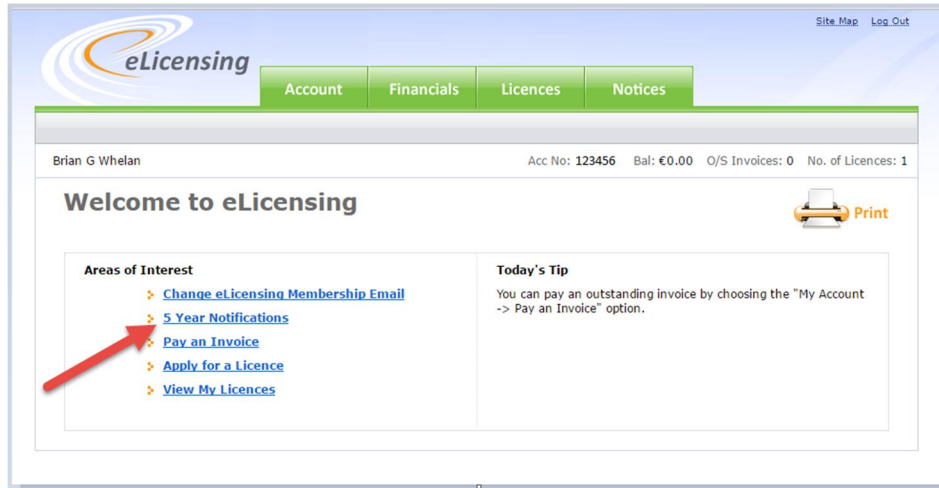 Site Map Log Out
eLicensing
Account Financials Licences Notices
Brian G Whelan Acc No: 123456 Bal: €0.00 O/S Invoices: 0 No. of Licences: 1
Welcome to eLicensing
Print
Areas of Interest
Change eLicensing Membership Email
5 Year Notifications
Pay an Invoice
Apply for a Licence
View My Licences
Today's Tip
You can pay an outstanding invoice by choosing the "My Account
-> Pay an Invoice" option.